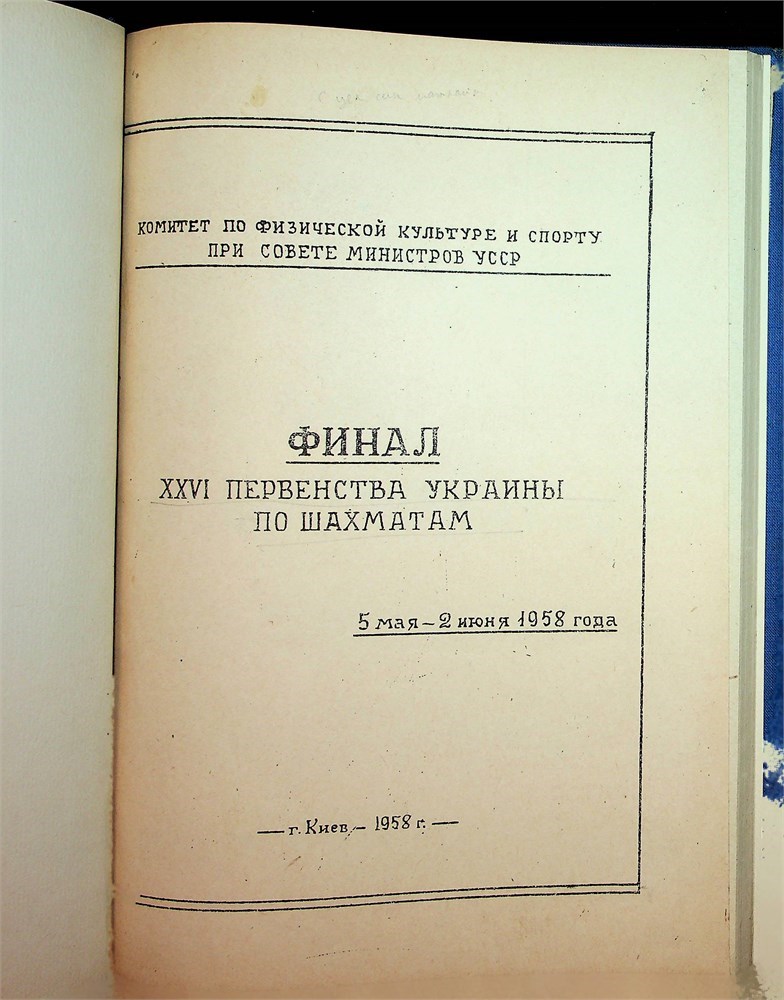 КОМИТЕТ ПО ФИЗИЧЕСКОЙ КУЛЬТУРЕ И СПОРТУ
ПРИ СОВЕТЕ МИНИСТРОВ УССР
ФИНАЛ
XXVI ПЕРВЕНСТВА УКРАИНЫ
ПО ШАХМАТАМ
5 мая – 2 июня 1958 года
— г. Киев, – 1958 г. —